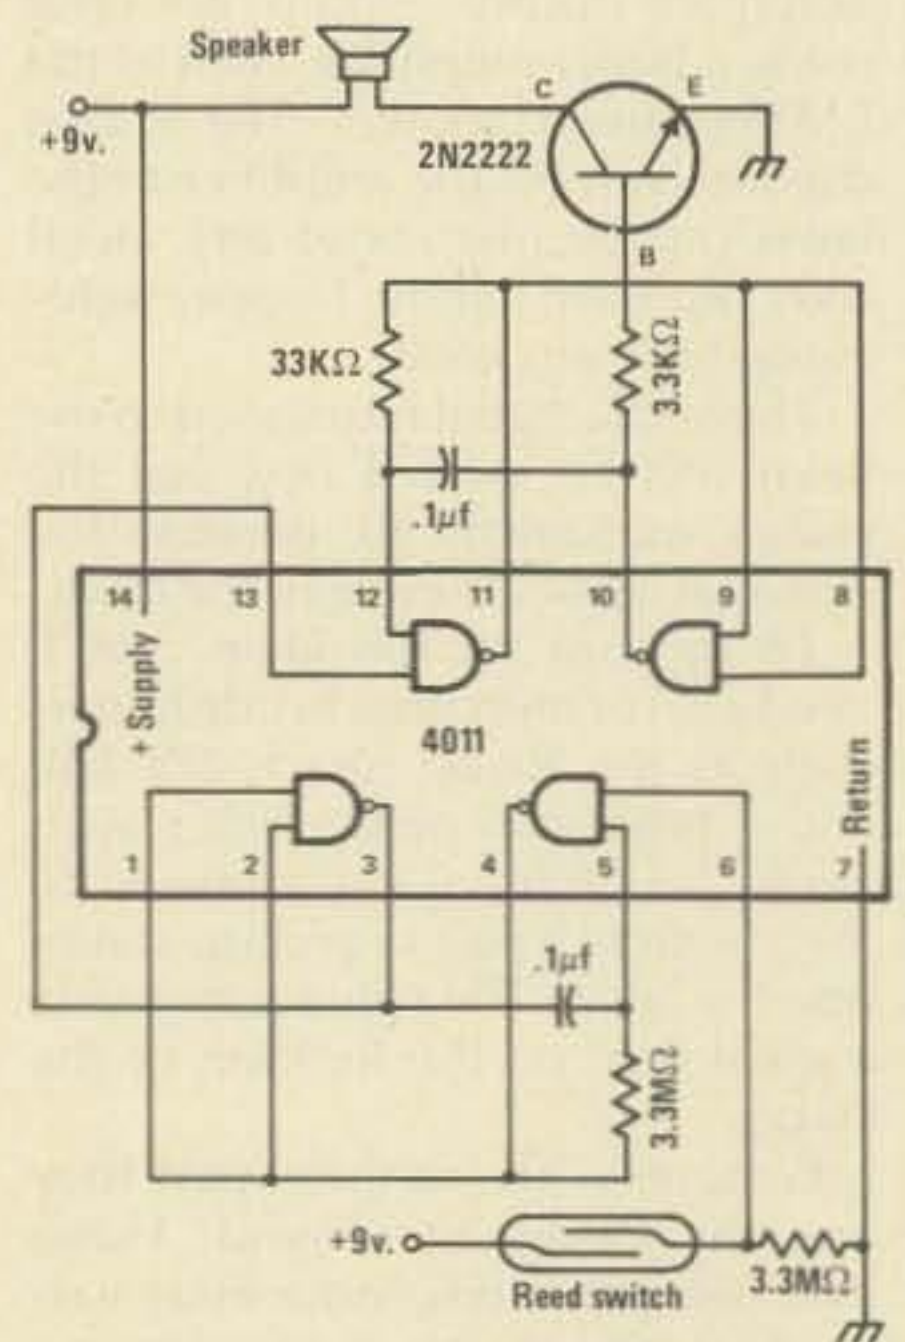 Speaker
C
E
+9v.
2N2222
B
33KΩ
3.3KΩ
.1µf
14
13
12
11
10
9
8
+ Supply
4011
Return
1
2
3
4
5
6
7
.1µf
3.3MΩ
+9v.
Reed switch
3.3MΩ